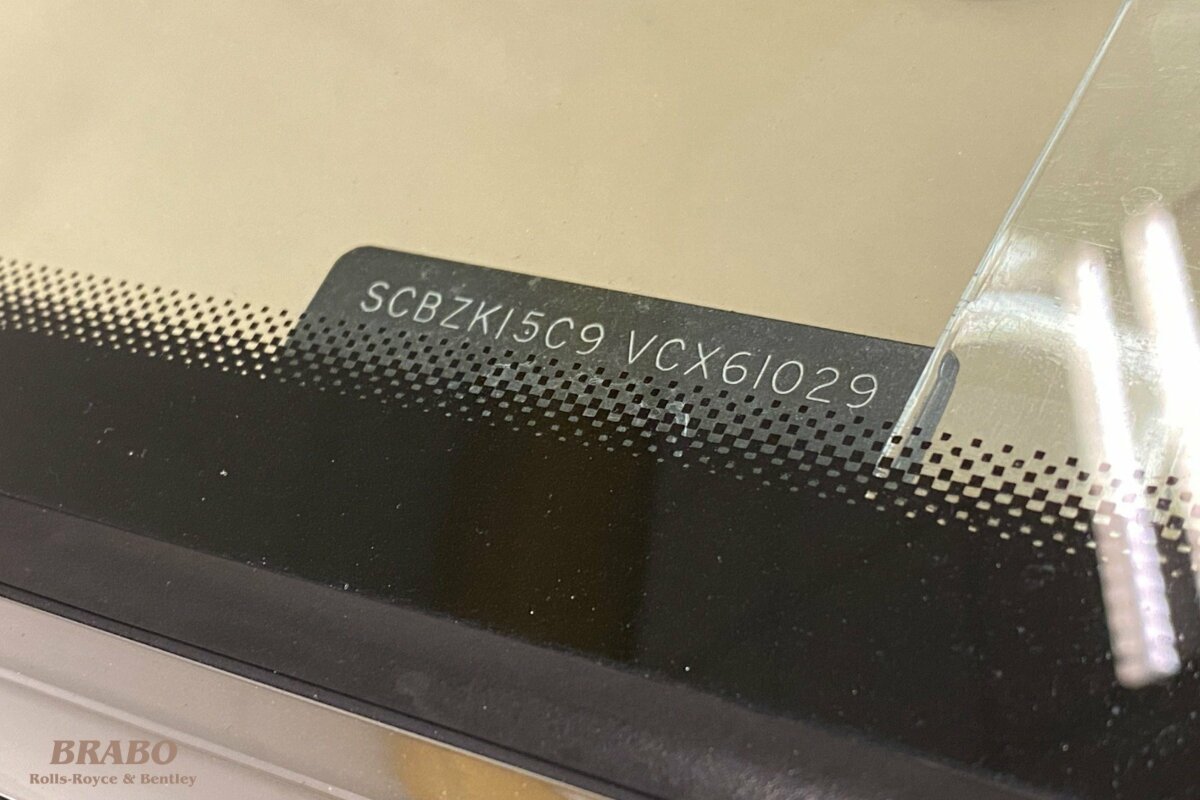 SCBZK15C9 VCX61029
BRABO
Rolls-Royce & Bentley